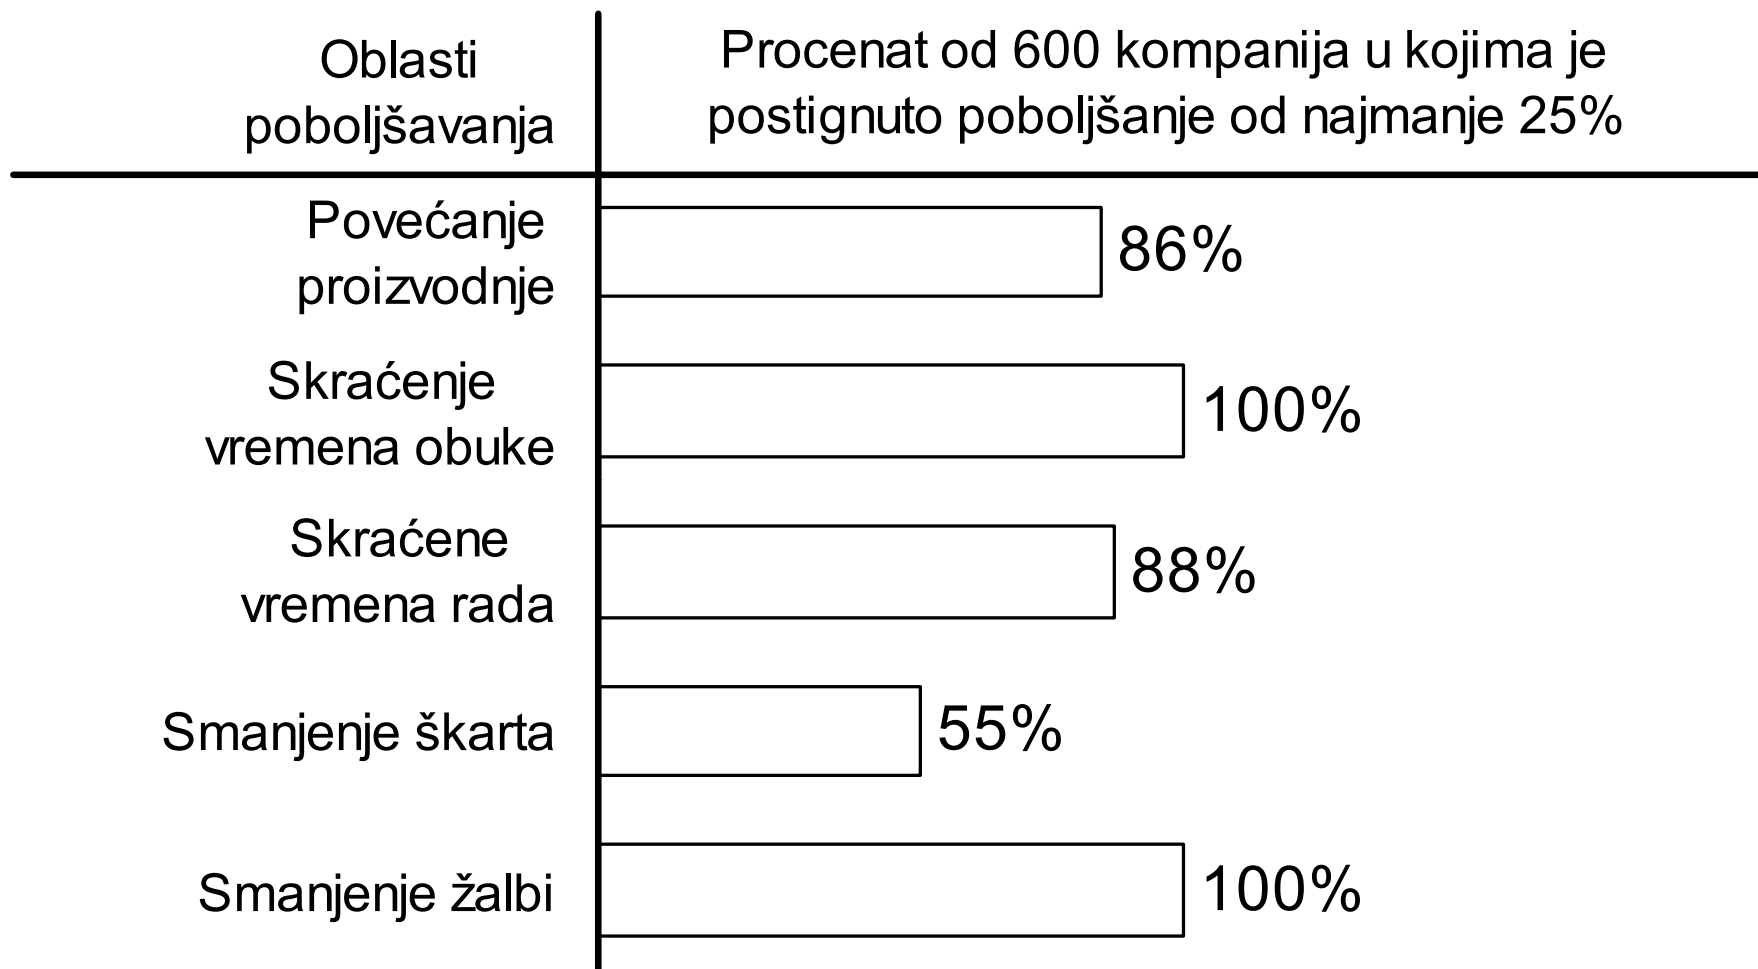 Oblasti
poboljšavanja
Procenat od 600 kompanija u kojima je
postignuto poboljšanje od najmanje 25%
Povećanje
proizvodnje
86%
Skraćenje
vremena obuke
100%
Skraćene
vremena rada
88%
Smanjenje škarta
55%
Smanjenje žalbi
100%